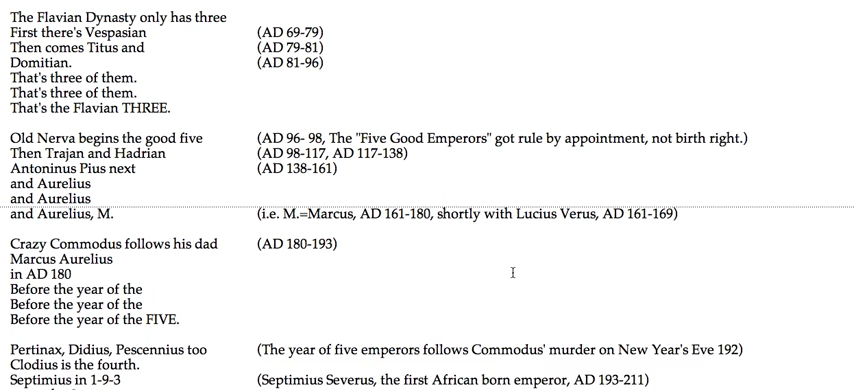 The Flavian Dynasty only has three
First there's Vespasian (AD 69-79)
Then comes Titus and (AD 79-81)
Domitian. (AD 81-96)
That's three of them.
That's three of them.
That's the Flavian THREE.
Old Nerva begins the good five (AD 96- 98, The "Five Good Emperors" got rule by appointment, not birth right.)
Then Trajan and Hadrian (AD 98-117, AD 117-138)
Antoninus Pius next (AD 138-161)
and Aurelius
and Aurelius
and Aurelius, M. (i.e. M.=Marcus, AD 161-180, shortly with Lucius Verus, AD 161-169)
Crazy Commodus follows his dad (AD 180-193)
Marcus Aurelius
in AD 180
Before the year of the
Before the year of the
Before the year of the FIVE.
Pertinax, Didius, Pescennius too (The year of five emperors follows Commodus' murder on New Year's Eve 192)
Clodius is the fourth.
Septimius in 1-9-3 (Septimius Severus, the first African born emperor, AD 193-211)